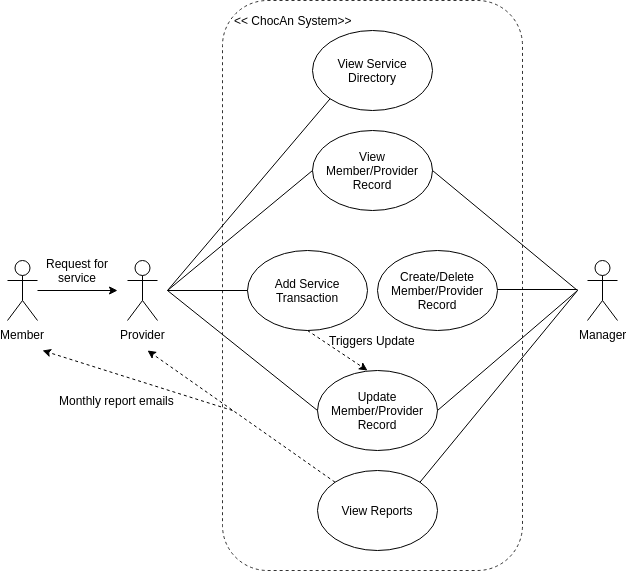 << ChocAn System>>
View Service
Directory
View
Member/Provider
Record
Request for
service
Add Service
Transaction
Create/Delete
Member/Provider
Record
Member
Provider
Manager
Triggers Update
Update
Member/Provider
Record
Monthly report emails
View Reports